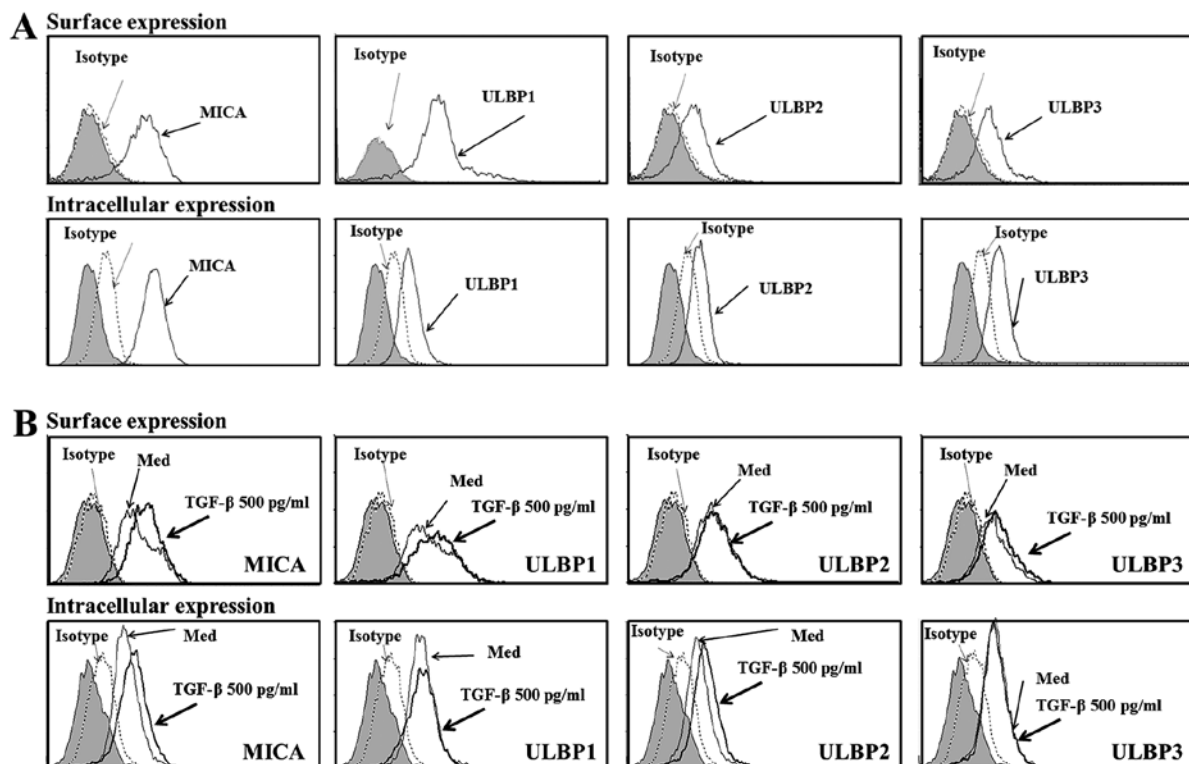 A Surface expression
Isotype
MICA
Isotype
ULBP1
Isotype
ULBP2
Isotype
ULBP3
Intracellular expression
Isotype
MICA
Isotype
ULBP1
Isotype
ULBP2
Isotype
ULBP3
B Surface expression
Isotype
Med
TGF-β 500 pg/ml
MICA
Isotype
Med
TGF-β 500 pg/ml
ULBP1
Isotype
Med
TGF-β 500 pg/ml
ULBP2
Isotype
Med
TGF-β 500 pg/ml
ULBP3
Intracellular expression
Isotype
Med
TGF-β 500 pg/ml
MICA
Isotype
Med
TGF-β 500 pg/ml
ULBP1
Isotype
Med
TGF-β 500 pg/ml
ULBP2
Isotype
Med
TGF-β 500 pg/ml
ULBP3